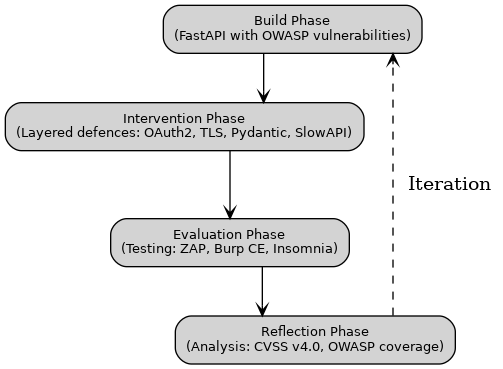 Build Phase
(FastAPI with OWASP vulnerabilities)
Intervention Phase
(Layered defences: OAuth2, TLS, Pydantic, SlowAPI)
Iteration
Evaluation Phase
(Testing: ZAP, Burp CE, Insomnia)
Reflection Phase
(Analysis: CVSS v4.0, OWASP coverage)